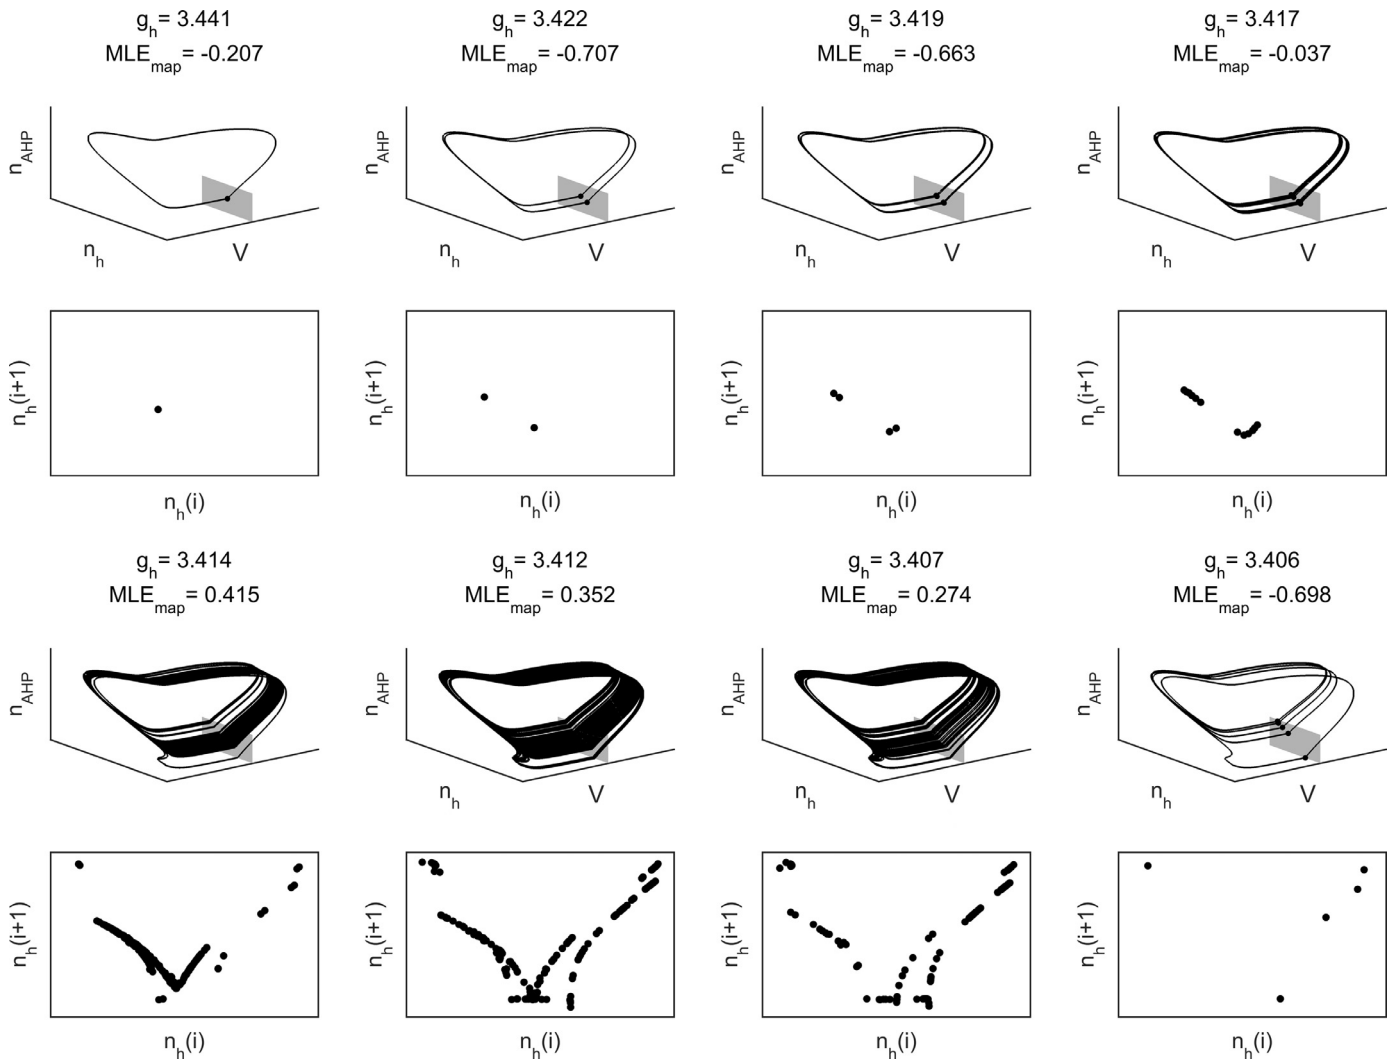 g_h= 3.441
MLE_map= -0.207
g_h= 3.422
MLE_map= -0.707
g_h= 3.419
MLE_map= -0.663
g_h= 3.417
MLE_map= -0.037
n_AHP
n_h
V
n_AHP
n_h
V
n_AHP
n_h
V
n_AHP
n_h
V
n_h(i+1)
n_h(i)
n_h(i+1)
n_h(i)
n_h(i+1)
n_h(i)
n_h(i+1)
n_h(i)
g_h= 3.414
MLE_map= 0.415
g_h= 3.412
MLE_map= 0.352
g_h= 3.407
MLE_map= 0.274
g_h= 3.406
MLE_map= -0.698
n_AHP
n_AHP
n_h
V
n_AHP
n_h
V
n_AHP
n_h
V
n_h(i+1)
n_h(i)
n_h(i+1)
n_h(i)
n_h(i+1)
n_h(i)
n_h(i+1)
n_h(i)